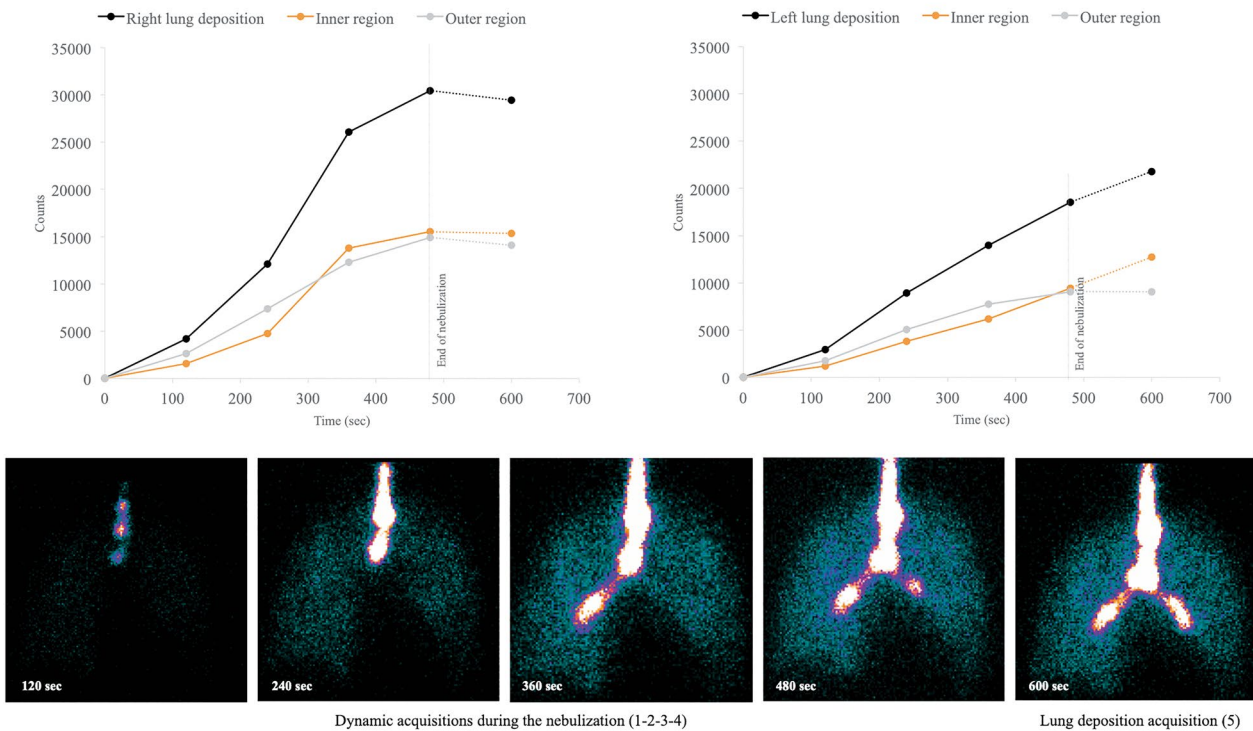 Right lung deposition Inner region Outer region
35000
30000
25000
20000
15000
10000
5000
0
Counts
End of nebulization
0 100 200 300 400 500 600 700
Time (sec)
Left lung deposition Inner region Outer region
35000
30000
25000
20000
15000
10000
5000
0
Counts
End of nebulization
0 100 200 300 400 500 600 700
Time (sec)
120 sec
240 sec
360 sec
480 sec
600 sec
Dynamic acquisitions during the nebulization (1-2-3-4)
Lung deposition acquisition (5)